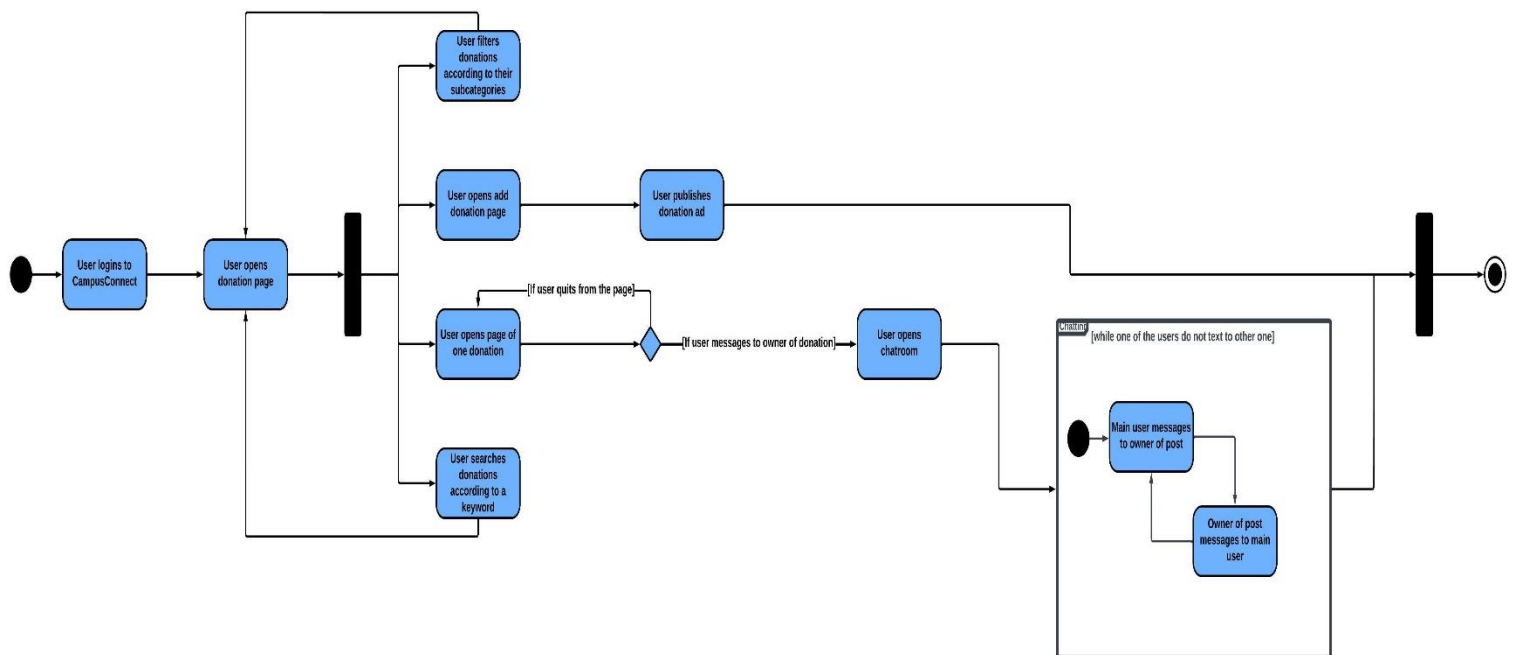 User filters
donations
according to their
subcategories
User opens add
donation page
User publishes
donation ad
User logins to
CampusConnect
User opens
donation page
[If user quits from the page]
User opens page of
one donation
[If user messages to owner of donation]
User opens
chatroom
Chatting
[while one of the users do not text to other one]
Main user messages
to owner of post
User searches
donations
according to a
keyword
Owner of post
messages to main
user